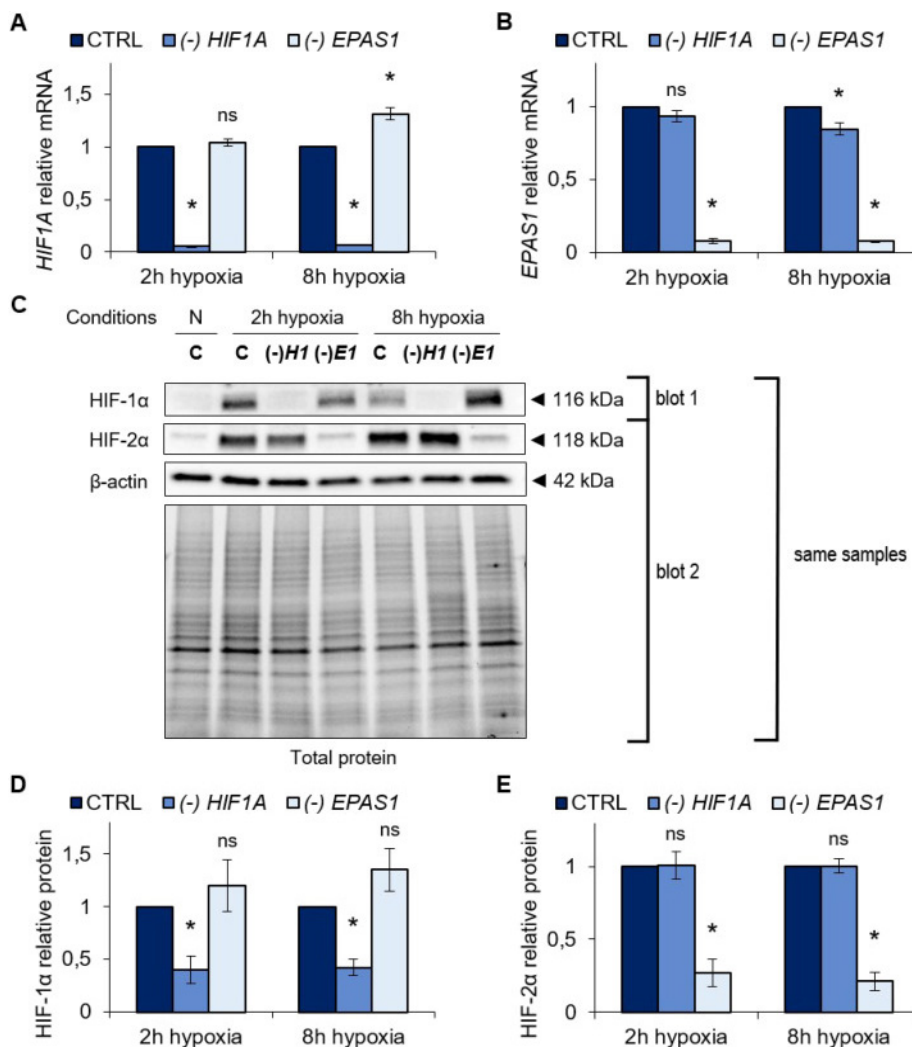 A
CTRL (-) HIF1A (-) EPAS1
HIF1A relative mRNA
1,5
1
0,5
0
* ns
* *
2h hypoxia 8h hypoxia
B
CTRL (-) HIF1A (-) EPAS1
EPAS1 relative mRNA
1
0,5
0
ns *
* *
2h hypoxia 8h hypoxia
C
Conditions N 2h hypoxia 8h hypoxia
C C (-)H1 (-)E1 C (-)H1 (-)E1
HIF-1α 116 kDa blot 1
HIF-2α 118 kDa
β-actin 42 kDa
blot 2
same samples
Total protein
D
CTRL (-) HIF1A (-) EPAS1
HIF-1α relative protein
1,5
1
0,5
0
* ns
* ns
2h hypoxia 8h hypoxia
E
CTRL (-) HIF1A (-) EPAS1
HIF-2α relative protein
1
0,5
0
ns *
ns *
2h hypoxia 8h hypoxia